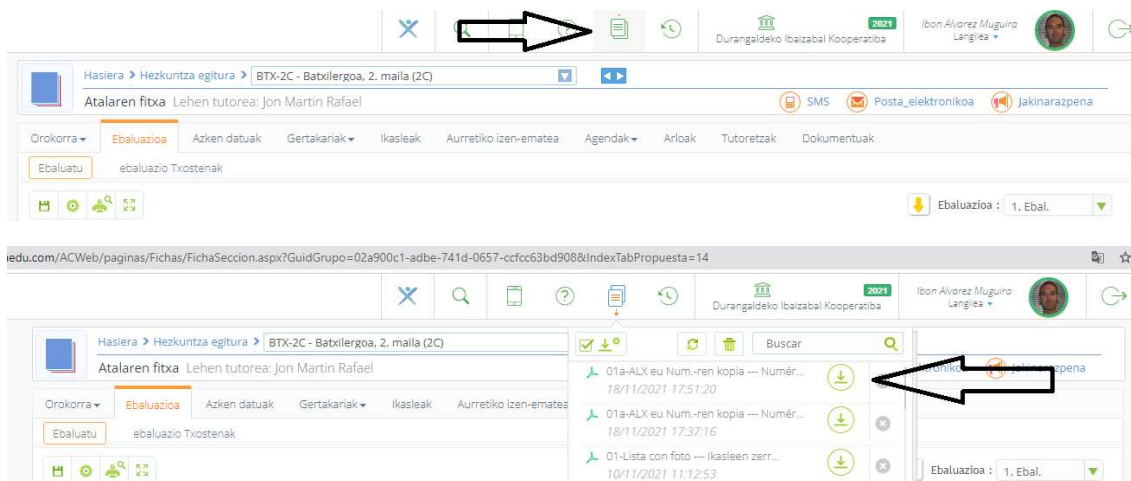 2021
Ibon Alvarez Muguiro
Durangaldeko Ibaizabal Kooperatiba
Langilea
Hasiera > Hezkuntza egitura > BTX-2C - Batxilergoa, 2. maila (2C)
Atalaren fitxa Lehen tutorea: Jon Martin Rafael
SMS Posta_elektronikoa Jakinarazpena
Orokorra Ebaluazioa Azken datuak Gertakariak Ikasleak Aurretiko izen-ematea Agendak Arloak Tutoretzak Dokumentuak
Ebaluatu ebaluazio Txostenak
Ebaluazioa : 1. Ebal.
edu.com/ACWeb/paginas/Fichas/FichaSeccion.aspx?GuidGrupo=02a900c1-adbe-741d-0657-ccfcc63bd908&IndexTabPropuesta=14
2021
Ibon Alvarez Muguiro
Durangaldeko Ibaizabal Kooperatiba
Langilea
Hasiera > Hezkuntza egitura > BTX-2C - Batxilergoa, 2. maila (2C)
Buscar
Atalaren fitxa Lehen tutorea: Jon Martin Rafael
01a-ALX eu Num.-ren kopia --- Numér...
18/11/2021 17:51:20
Orokorra Ebaluazioa Azken datuak Gertakariak Ikasleak Aurretiko izen-ematea
01a-ALX eu Num.-ren kopia --- Numér...
18/11/2021 17:37:16
Ebaluatu ebaluazio Txostenak
01-Lista con foto --- Ikasleen zerr...
10/11/2021 11:12:53
Ebaluazioa : 1. Ebal.